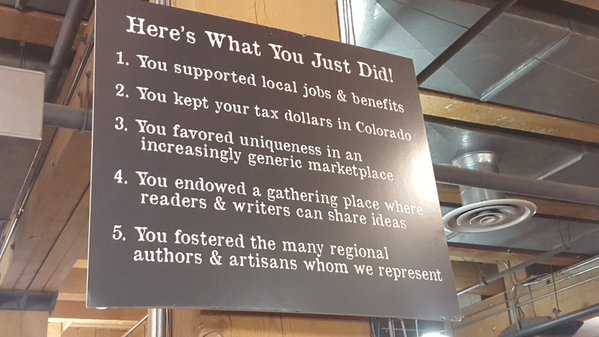 Here's What You Just Did!
1. You supported local jobs & benefits
2. You kept your tax dollars in Colorado
3. You favored uniqueness in an
increasingly generic marketplace
4. You endowed a gathering place where
readers & writers can share ideas
5. You fostered the many regional
authors & artisans whom we represent